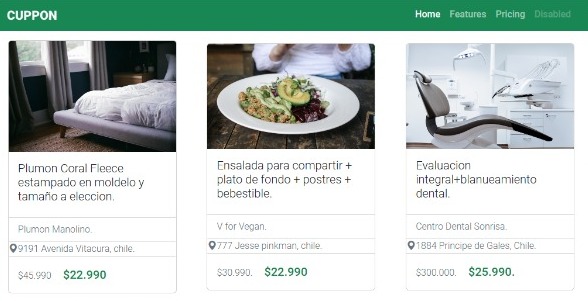 CUPPON
Home Features Pricing Disabled
Plumon Coral Fleece
estampado en moldelo y
tamaño a eleccion.
Plumon Manolino.
9191 Avenida Vitacura, chile.
$45.990 $22.990
Ensalada para compartir +
plato de fondo + postres +
bebestible.
V for Vegan.
777 Jesse pinkman, chile.
$30.990. $22.990
Evaluacion
integral+blanueamiento
dental.
Centro Dental Sonrisa.
1884 Principe de Gales, Chile.
$300.000. $25.990.